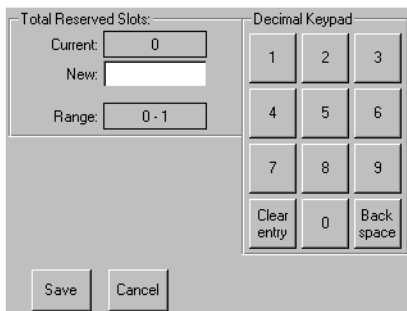 Total Reserved Slots:
Current: 0
New:
Range: 0 - 1
Decimal Keypad
1 2 3
4 5 6
7 8 9
Clear entry 0 Back space
Save Cancel